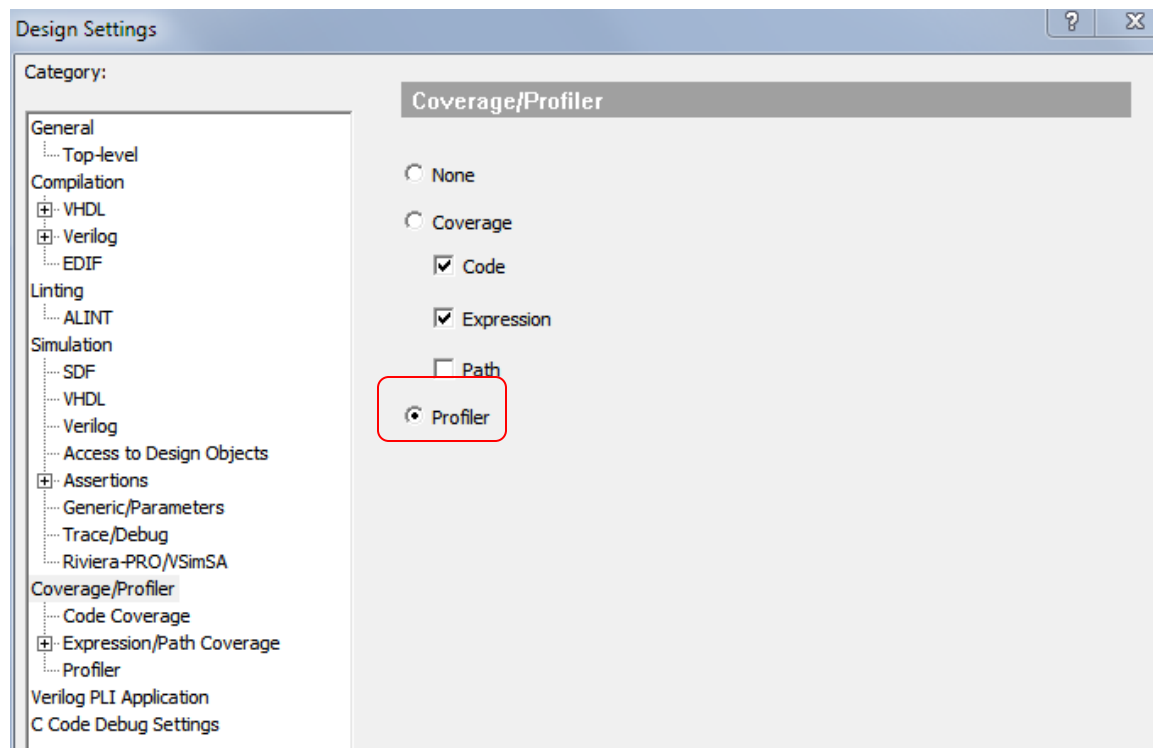 Design Settings
Category:
General
Top-level
Compilation
VHDL
Verilog
EDIF
Linting
ALINT
Simulation
SDF
VHDL
Verilog
Access to Design Objects
Assertions
Generic/Parameters
Trace/Debug
Riviera-PRO/VSimSA
Coverage/Profiler
Code Coverage
Expression/Path Coverage
Profiler
Verilog PLI Application
C Code Debug Settings
Coverage/Profiler
None
Coverage
Code
Expression
Path
Profiler